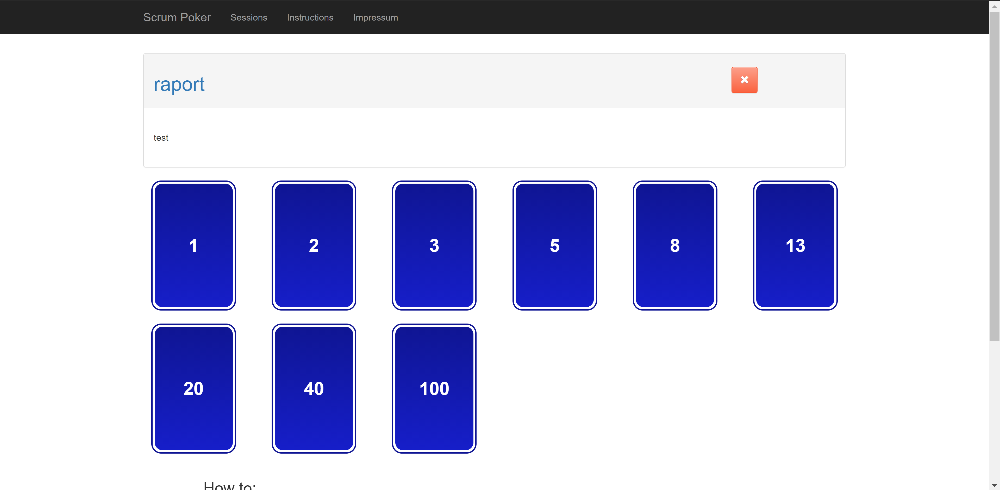 Scrum Poker Sessions Instructions Impressum
raport
test
1 2 3 5 8 13
20 40 100
How to: